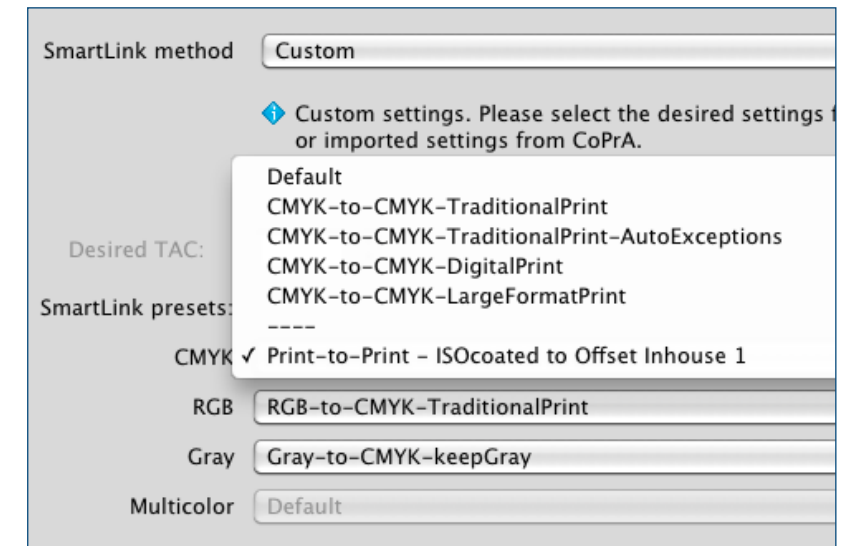 SmartLink method Custom
Custom settings. Please select the desired settings
or imported settings from CoPrA.
Default
CMYK-to-CMYK-TraditionalPrint
CMYK-to-CMYK-TraditionalPrint-AutoExceptions
Desired TAC:
CMYK-to-CMYK-DigitalPrint
CMYK-to-CMYK-LargeFormatPrint
SmartLink presets:
----
CMYK ✓ Print-to-Print - ISOcoated to Offset Inhouse 1
RGB RGB-to-CMYK-TraditionalPrint
Gray Gray-to-CMYK-keepGray
Multicolor Default